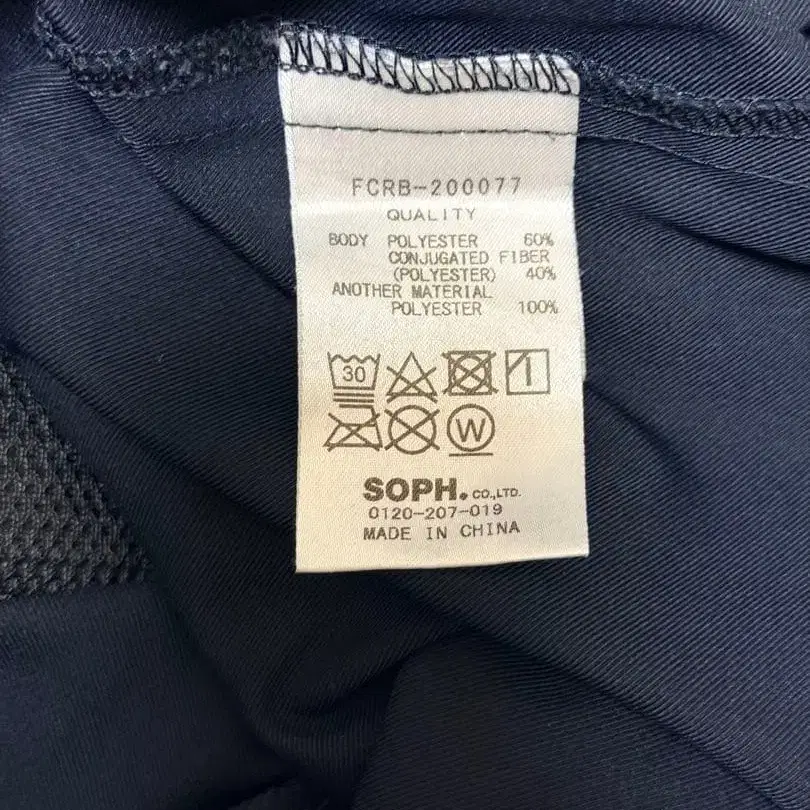 FCRB-200077
QUALITY
BODY POLYESTER 60%
CONJUGATED FIBER
(POLYESTER) 40%
ANOTHER MATERIAL
POLYESTER 100%
30
W
SOPH. CO.,LTD.
0120-207-019
MADE IN CHINA